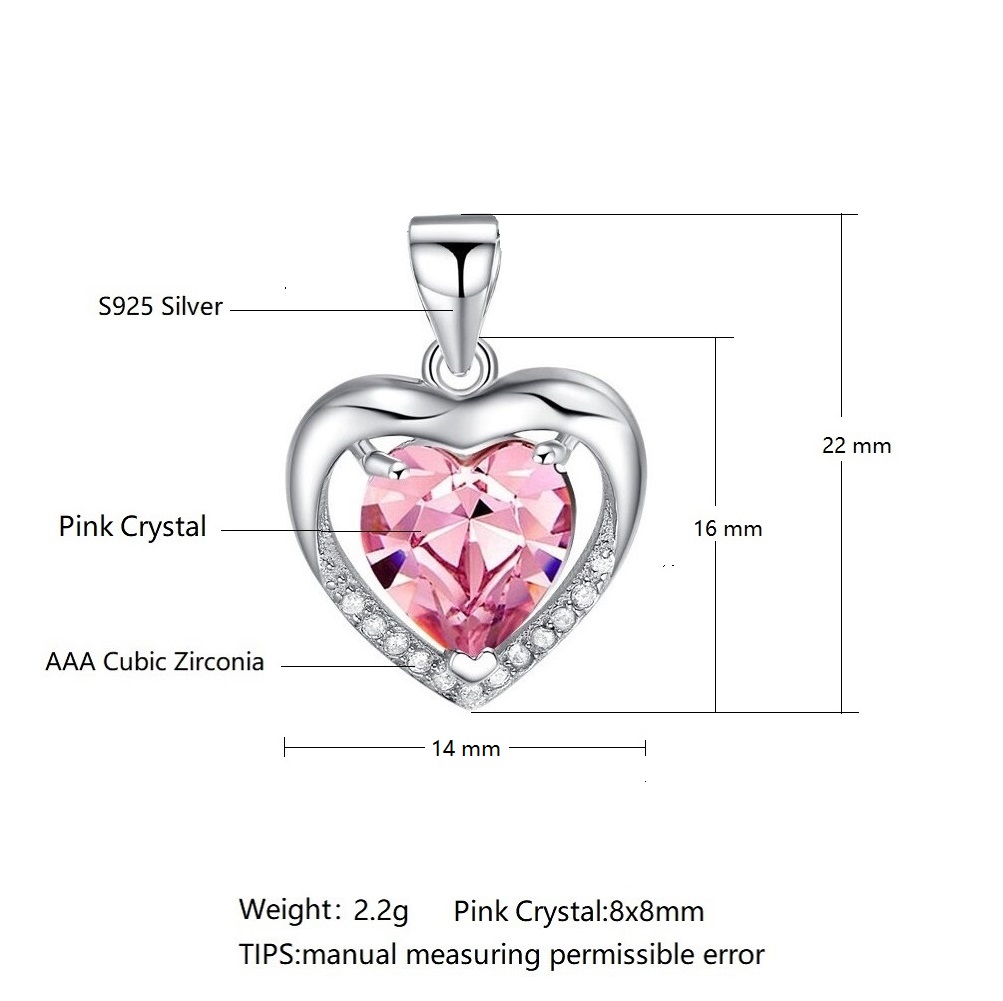 S925 Silver
22 mm
Pink Crystal
16 mm
AAA Cubic Zirconia
14 mm
Weight: 2.2g Pink Crystal:8x8mm
TIPS:manual measuring permissible error